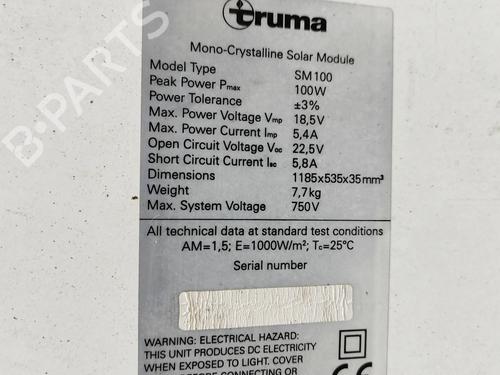 truma
Mono-Crystalline Solar Module
Model Type SM100
Peak Power Pmax 100W
Power Tolerance ±3%
Max. Power Voltage Vmp 18,5V
Max. Power Current Imp 5,4A
Open Circuit Voltage Voc 22,5V
Short Circuit Current Isc 5,8A
Dimensions 1185x535x35mm³
Weight 7,7kg
Max. System Voltage 750V
All technical data at standard test conditions
AM=1,5; E=1000W/m²; Tc=25°C
Serial number
WARNING: ELECTRICAL HAZARD:
THIS UNIT PRODUCES DC ELECTRICITY
WHEN EXPOSED TO LIGHT. COVER
BEFORE CONNECTING OR
CE
B-PARTS